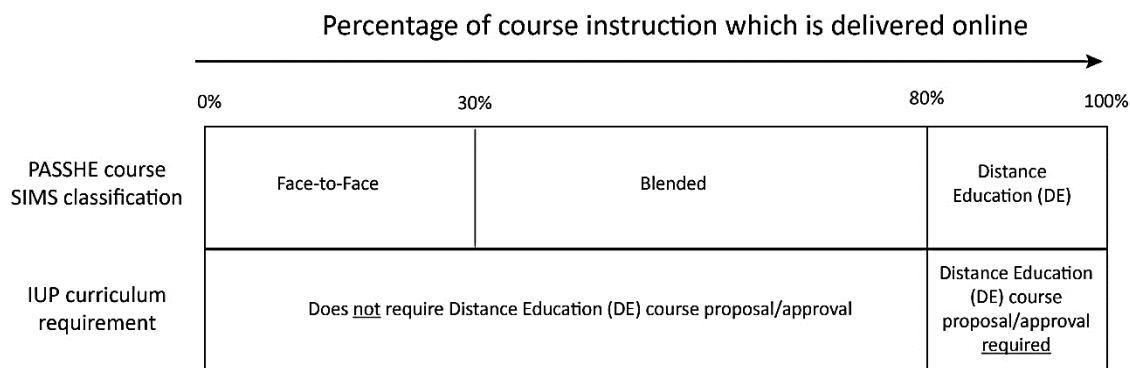 Percentage of course instruction which is delivered online
0%
30%
80%
100%
PASSHE course
SIMS classification
Face-to-Face
Blended
Distance
Education (DE)
IUP curriculum
requirement
Does not require Distance Education (DE) course proposal/approval
Distance Education
(DE) course
proposal/approval
required